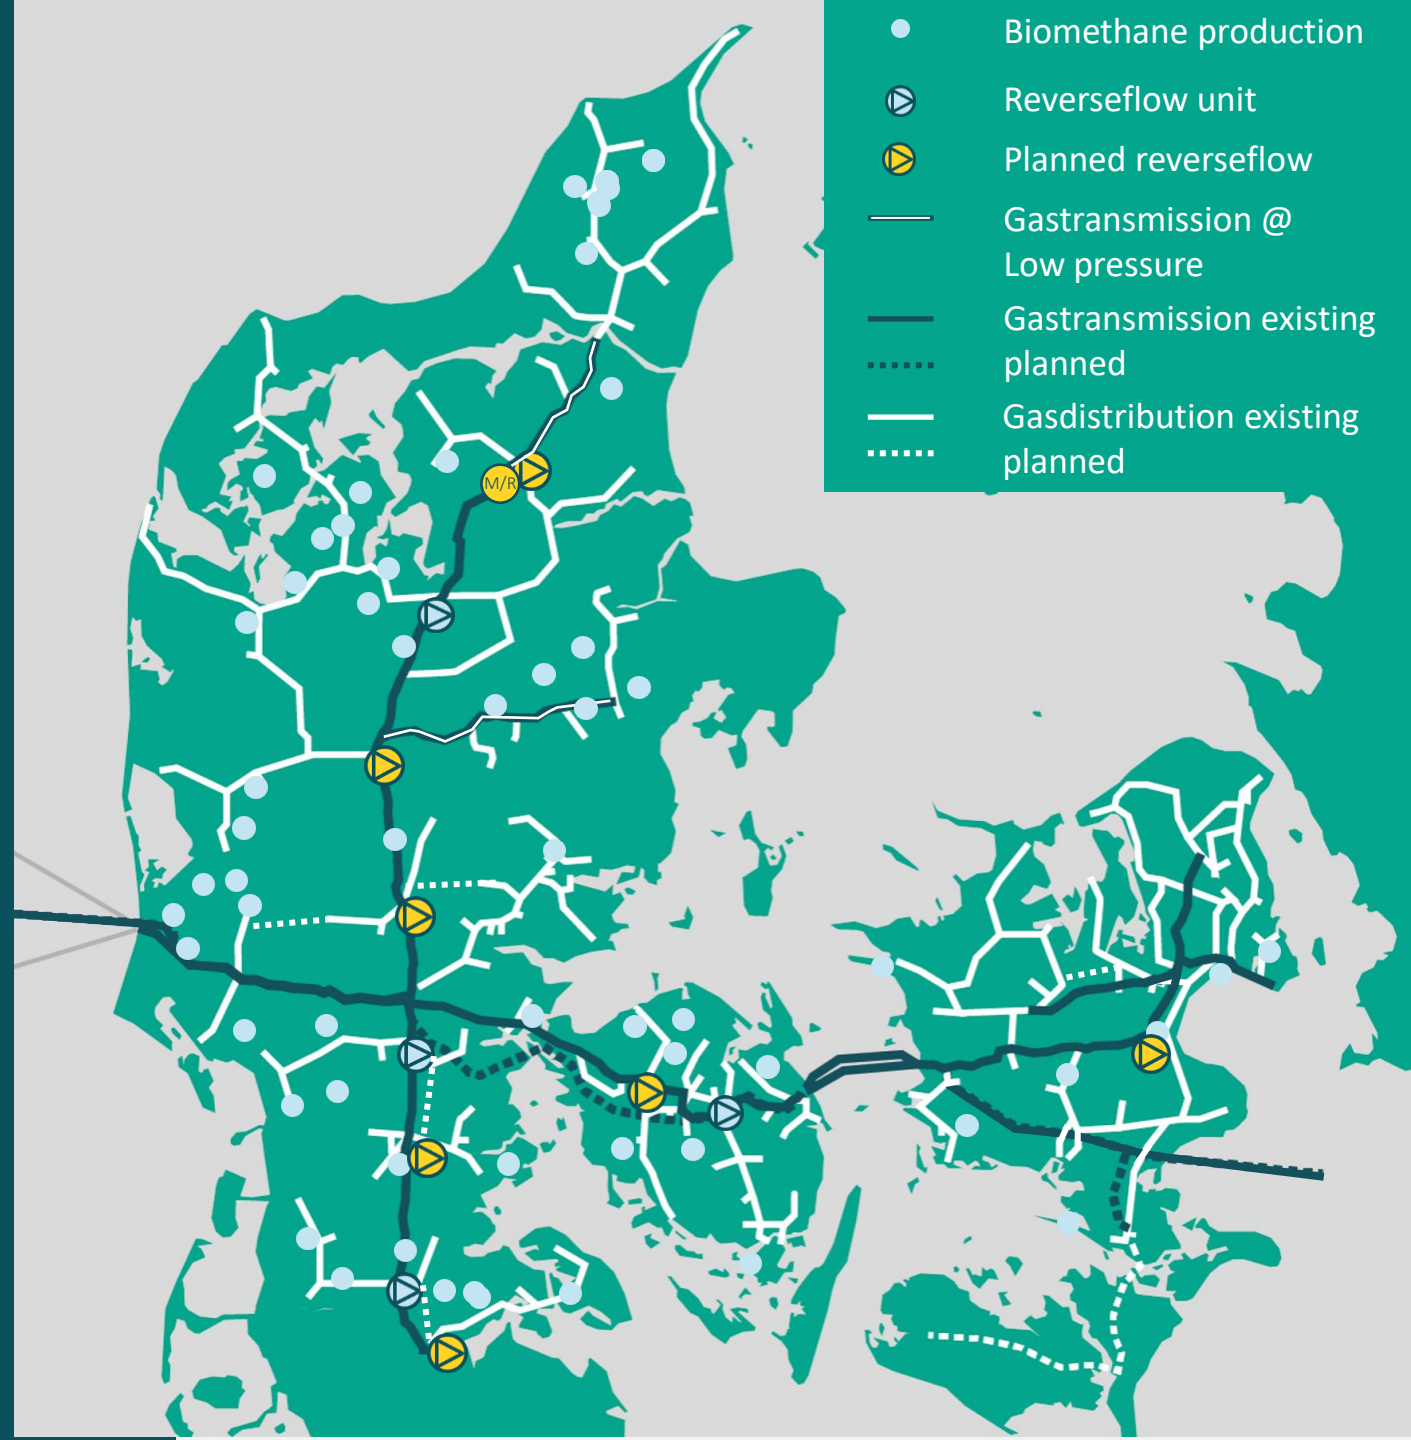 Biomethane production
Reverseflow unit
Planned reverseflow
Gastransmission @
Low pressure
Gastransmission existing
planned
Gasdistribution existing
planned
M/R